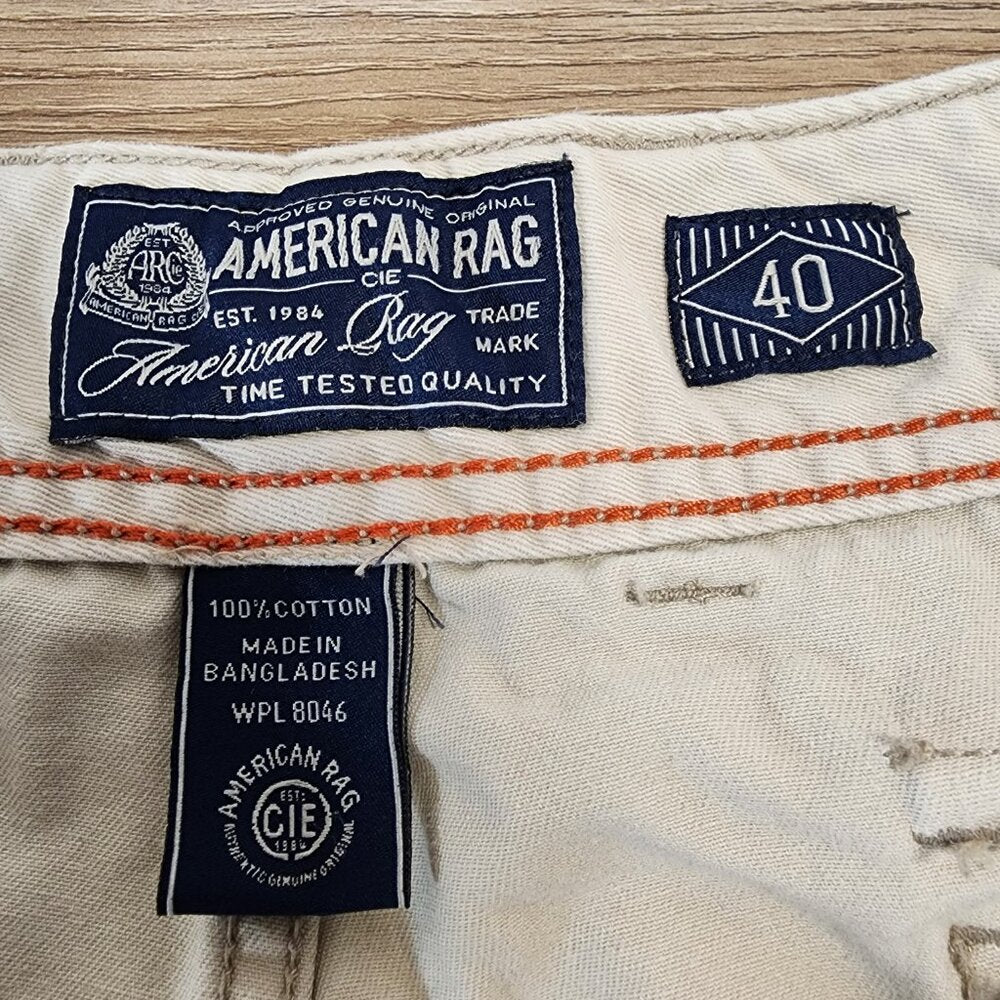 APPROVED GENUINE ORIGINAL
AMERICAN RAG
CIE
EST
ARC ie
1984
AMERICAN RAG CIE
EST. 1984
American Rag
TRADE
MARK
TIME TESTED QUALITY
40
100% COTTON
MADE IN
BANGLADESH
WPL 8046
AMERICAN RAG
EST.
CIE
1984
AUTHENTIC GENUINE ORIGINAL